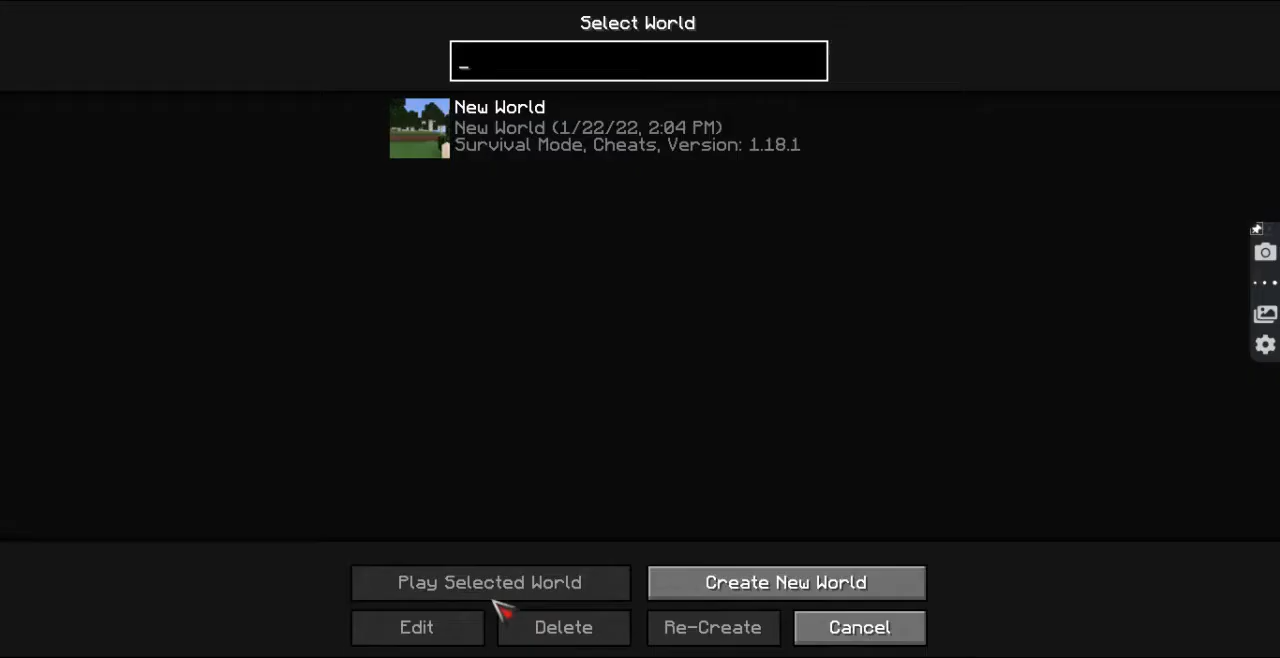 Select World
_
New World
New World (1/22/22, 2:04 PM)
Survival Mode, Cheats, Version: 1.18.1
Play Selected World
Create New World
Edit
Delete
Re-Create
Cancel